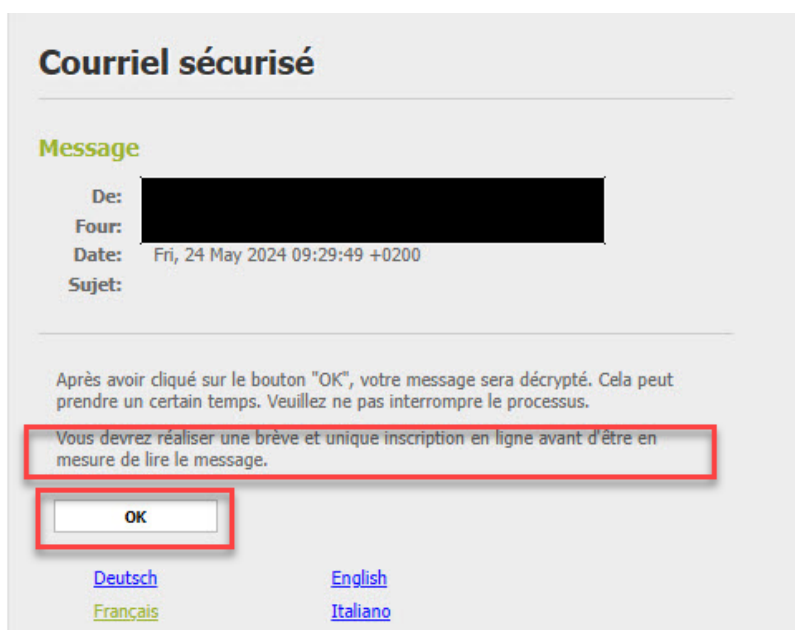 Courriel sécurisé
Message
De:
Four:
Date: Fri, 24 May 2024 09:29:49 +0200
Sujet:
Après avoir cliqué sur le bouton "OK", votre message sera décrypté. Cela peut
prendre un certain temps. Veuillez ne pas interrompre le processus.
Vous devrez réaliser une brève et unique inscription en ligne avant d'être en
mesure de lire le message.
OK
Deutsch English
Français Italiano